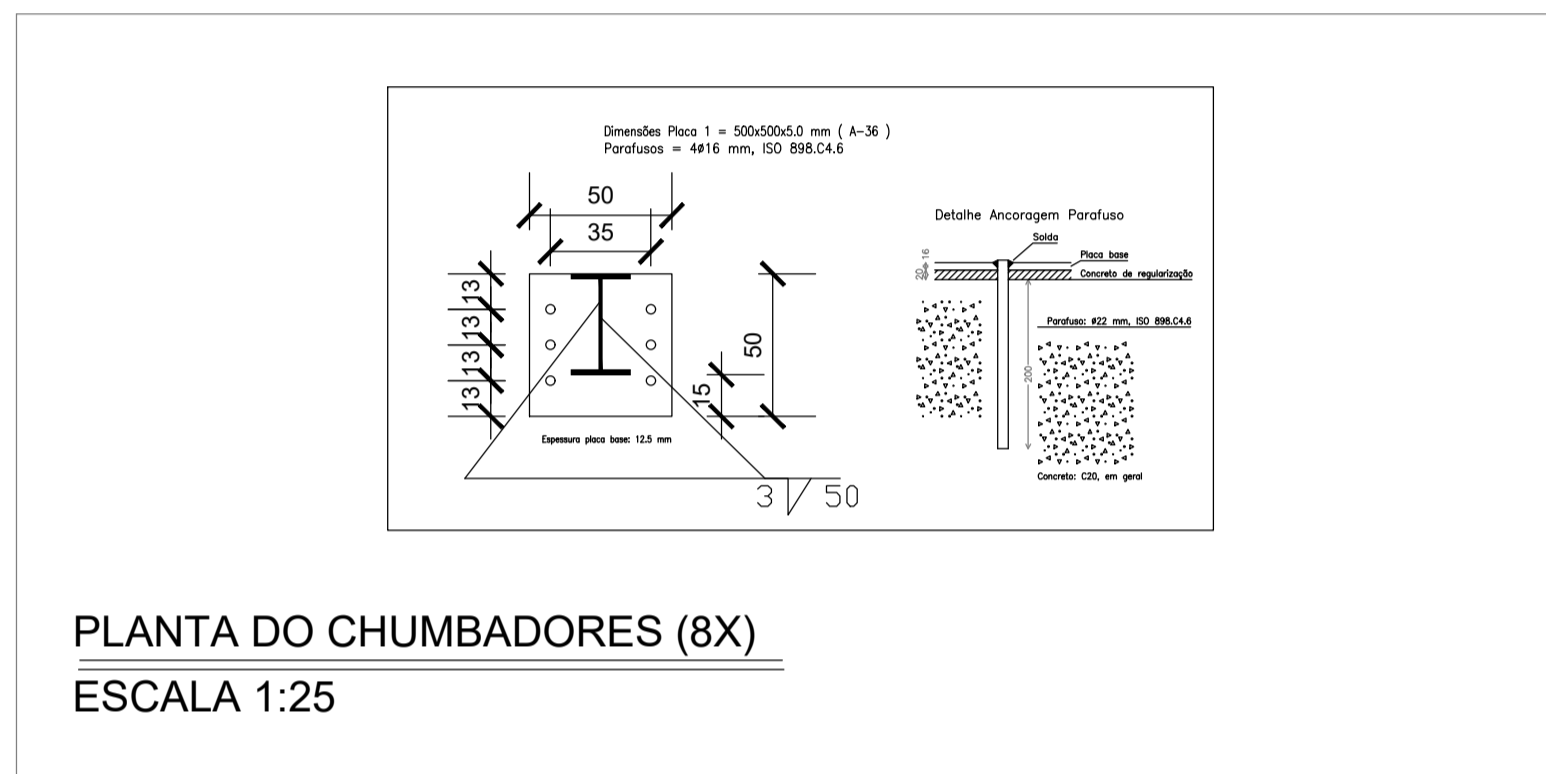 Dimensões Placa 1 = 500x500x5.0 mm ( A-36 )
Parafusos = 4ø16 mm, ISO 898.C4.6
50
35
13
13
13
13
50
15
Espessura placa base: 12.5 mm
3 50
Detalhe Ancoragem Parafuso
Solda
Placa base
Concreto de regularização
20
16
Parafuso: ø22 mm, ISO 898.C4.6
200
Concreto: C20, em geral
PLANTA DO CHUMBADORES (8X)
ESCALA 1:25